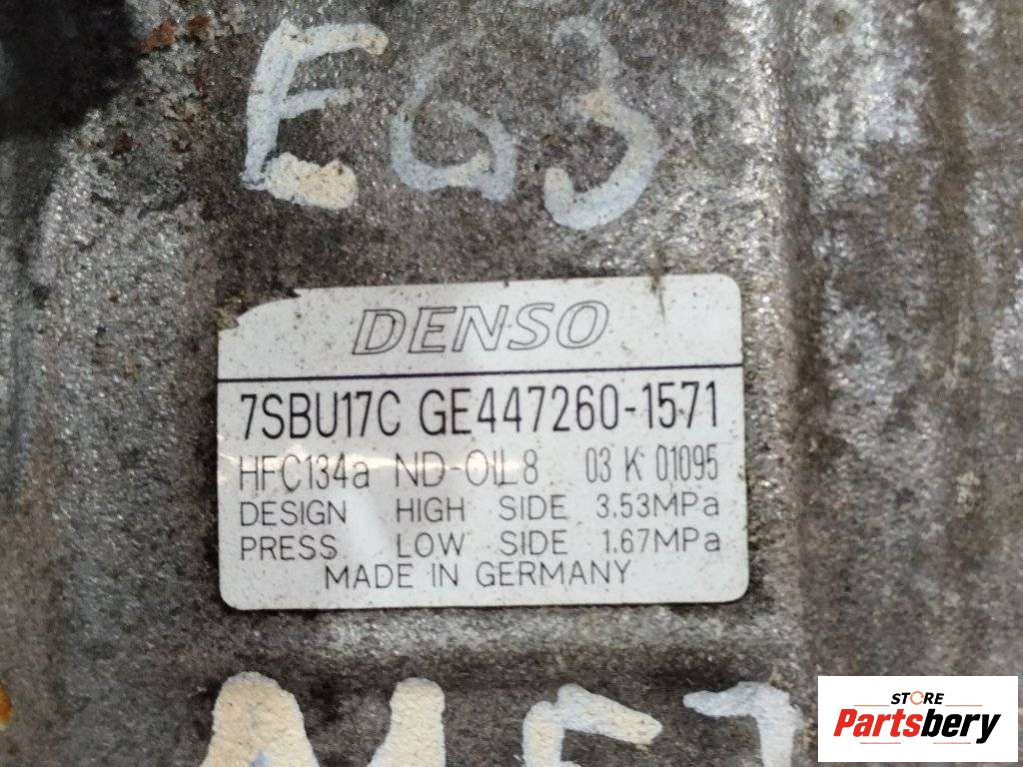 EG3
DENSO
7SBU17C GE447260-1571
HFC134a ND-OIL8 03 K 01095
DESIGN HIGH SIDE 3.53MPa
PRESS LOW SIDE 1.67MPa
MADE IN GERMANY
STORE
Partsbery